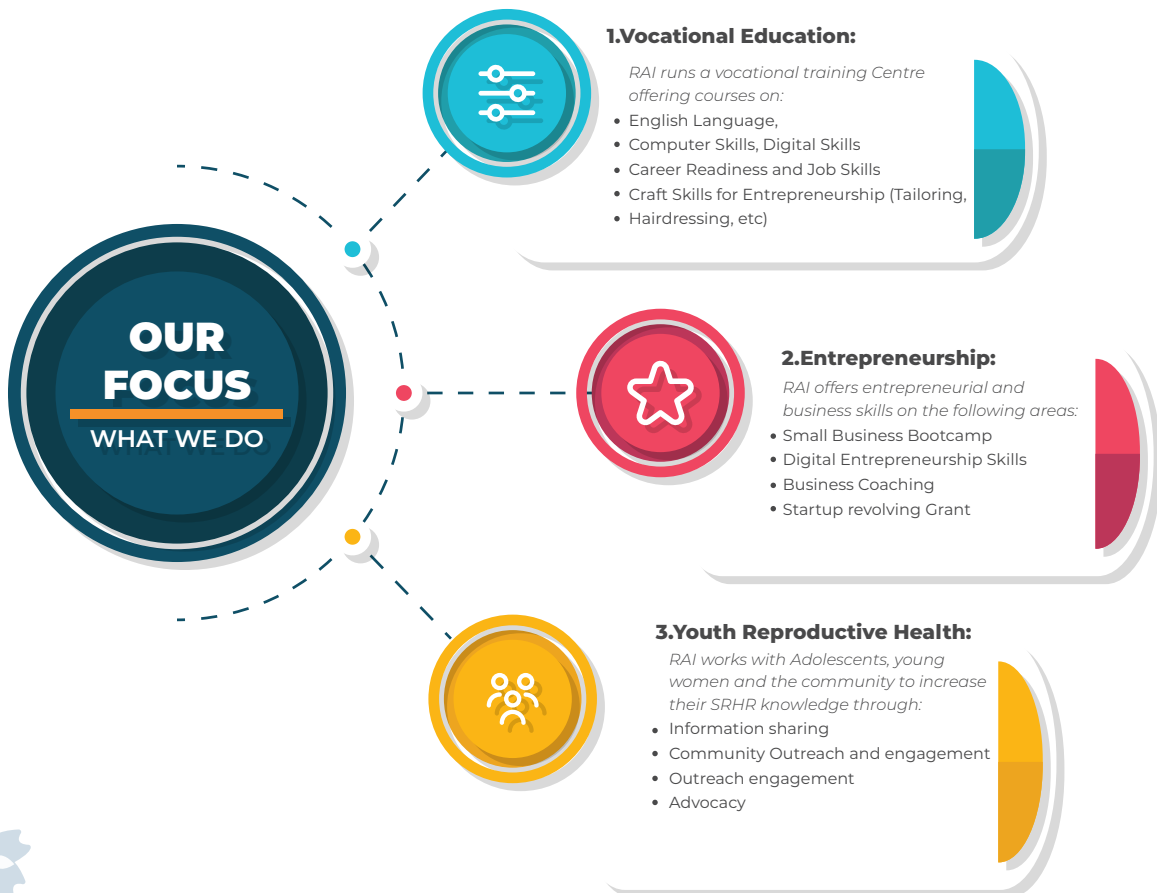 OUR
FOCUS
WHAT WE DO
1.Vocational Education:
RAI runs a vocational training Centre
offering courses on:
• English Language,
• Computer Skills, Digital Skills
• Career Readiness and Job Skills
• Craft Skills for Entrepreneurship (Tailoring,
• Hairdressing, etc)
2.Entrepreneurship:
RAI offers entrepreneurial and
business skills on the following areas:
• Small Business Bootcamp
• Digital Entrepreneurship Skills
• Business Coaching
• Startup revolving Grant
3.Youth Reproductive Health:
RAI works with Adolescents, young
women and the community to increase
their SRHR knowledge through:
• Information sharing
• Community Outreach and engagement
• Outreach engagement
• Advocacy